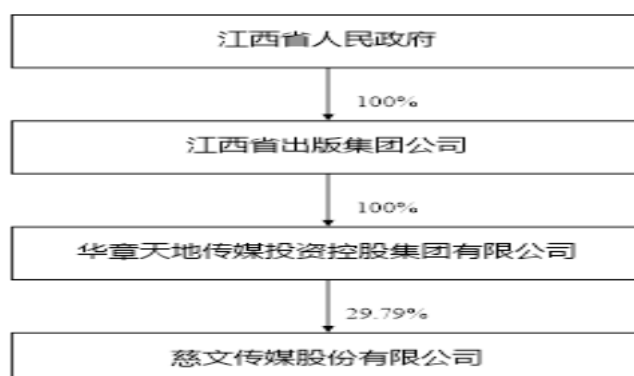 江西省人民政府
100%
江西省出版集团公司
100%
华章天地传媒投资控股集团有限公司
29.79%
慈文传媒股份有限公司